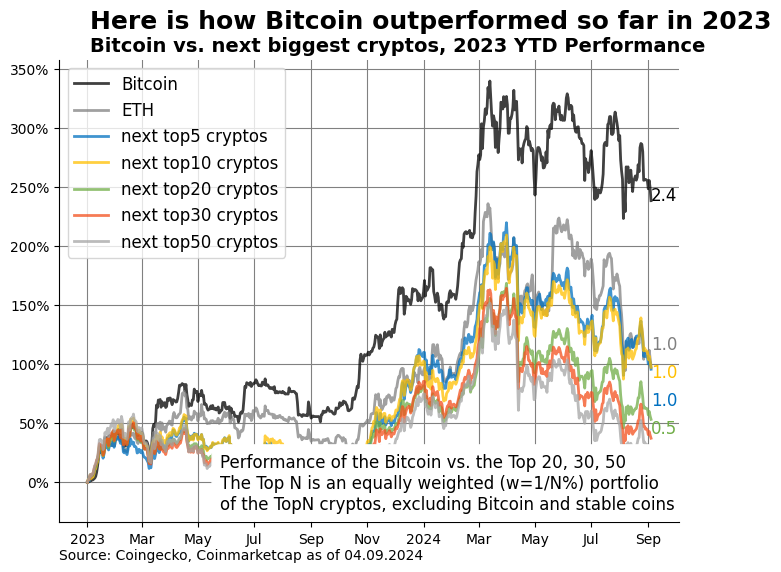 Here is how Bitcoin outperformed so far in 2023
Bitcoin vs. next biggest cryptos, 2023 YTD Performance
350%
300%
250%
200%
150%
100%
50%
0%
Bitcoin
ETH
next top5 cryptos
next top10 cryptos
next top20 cryptos
next top30 cryptos
next top50 cryptos
2.4
1.0
1.0
1.0
0.5
Performance of the Bitcoin vs. the Top 20, 30, 50
The Top N is an equally weighted (w=1/N%) portfolio
of the TopN cryptos, excluding Bitcoin and stable coins
2023 Mar May Jul Sep Nov 2024 Mar May Jul Sep
Source: Coingecko, Coinmarketcap as of 04.09.2024